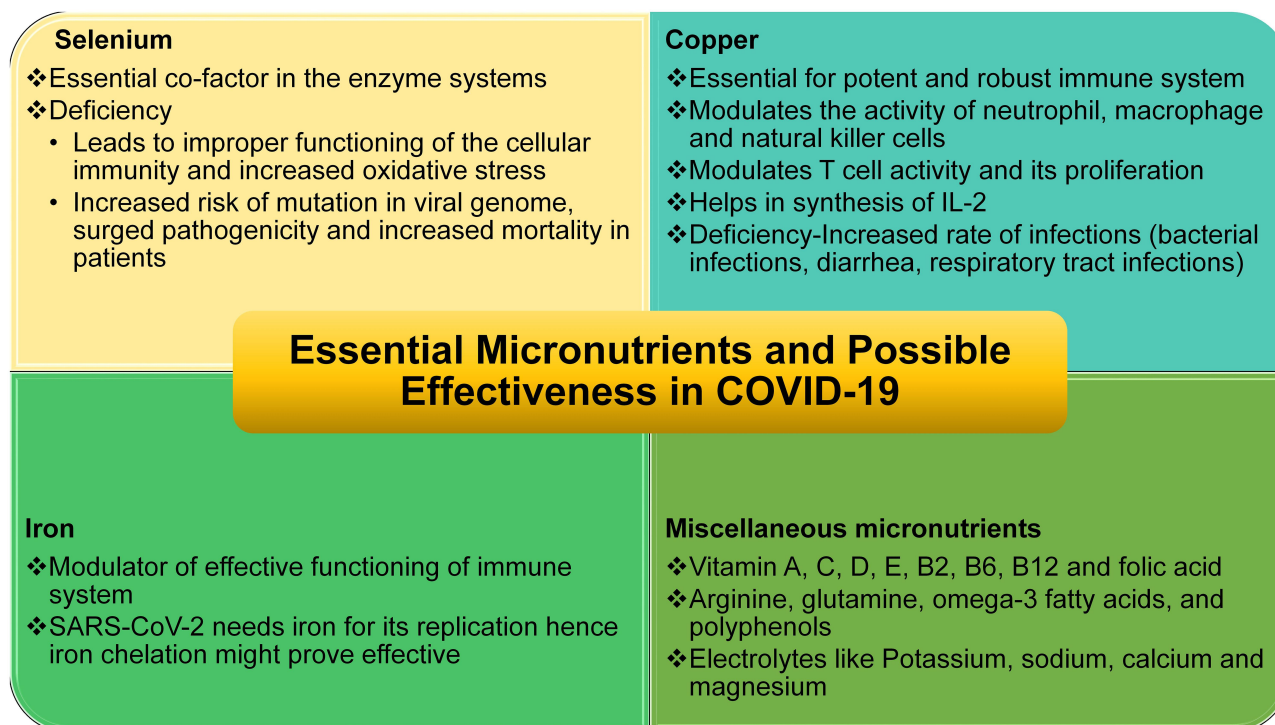 Selenium
❖Essential co-factor in the enzyme systems
❖Deficiency
• Leads to improper functioning of the cellular
immunity and increased oxidative stress
• Increased risk of mutation in viral genome,
surged pathogenicity and increased mortality in
patients
Copper
❖Essential for potent and robust immune system
❖Modulates the activity of neutrophil, macrophage
and natural killer cells
❖Modulates T cell activity and its proliferation
❖Helps in synthesis of IL-2
❖Deficiency-Increased rate of infections (bacterial
infections, diarrhea, respiratory tract infections)
Essential Micronutrients and Possible
Effectiveness in COVID-19
Iron
❖Modulator of effective functioning of immune
system
❖SARS-CoV-2 needs iron for its replication hence
iron chelation might prove effective
Miscellaneous micronutrients
❖Vitamin A, C, D, E, B2, B6, B12 and folic acid
❖Arginine, glutamine, omega-3 fatty acids, and
polyphenols
❖Electrolytes like Potassium, sodium, calcium and
magnesium